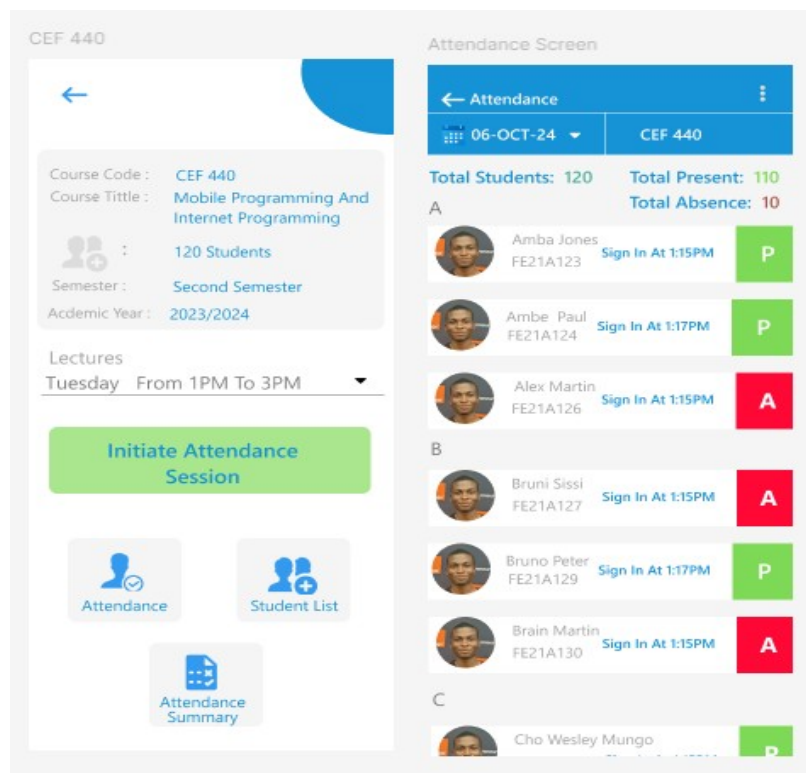 CEF 440
Course Code : CEF 440
Course Tittle : Mobile Programming And
Internet Programming
: 120 Students
Semester : Second Semester
Acdemic Year : 2023/2024
Lectures
Tuesday From 1PM To 3PM
Initiate Attendance
Session
Attendance
Student List
Attendance
Summary
Attendance Screen
Attendance
06-OCT-24 CEF 440
Total Students: 120 Total Present: 110
Total Absence: 10
A
Amba Jones
FE21A123 Sign In At 1:15PM P
Ambe Paul
FE21A124 Sign In At 1:17PM P
Alex Martin
FE21A126 Sign In At 1:15PM A
B
Bruni Sissi
FE21A127 Sign In At 1:15PM A
Bruno Peter
FE21A129 Sign In At 1:17PM P
Brain Martin
FE21A130 Sign In At 1:15PM A
C
Cho Wesley Mungo
P